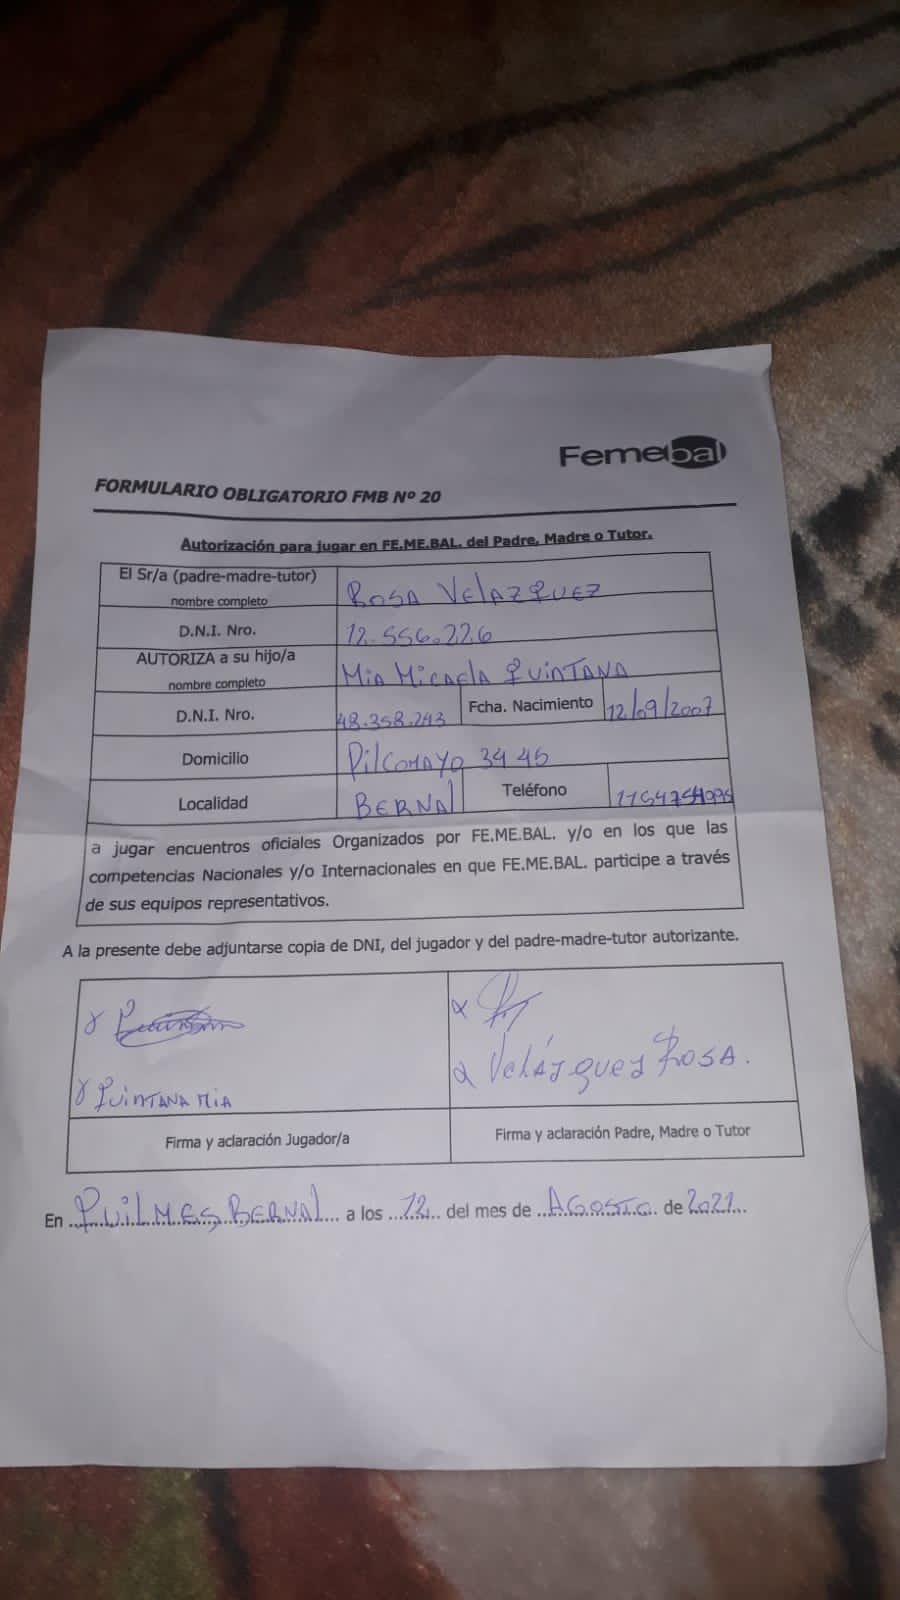 Femebal
FORMULARIO OBLIGATORIO FMB Nº 20
Autorización para jugar en FE.ME.BAL. del Padre, Madre o Tutor.
El Sr/a (padre-madre-tutor)
nombre completo
ROSA VELAZQUEZ
D.N.I. Nro.
12.556.226
AUTORIZA a su hijo/a
nombre completo
MIA MICAELA QUINTANA
D.N.I. Nro.
48.358.243
Fcha. Nacimiento
12/09/2007
Domicilio
PILCOMAYO 3445
Localidad
BERNAL
Teléfono
a jugar encuentros oficiales Organizados por FE.ME.BAL. y/o en los que las
competencias Nacionales y/o Internacionales en que FE.ME.BAL. participe a través
de sus equipos representativos.
A la presente debe adjuntarse copia de DNI, del jugador y del padre-madre-tutor autorizante.
QUINTANA MIA
VELÁZQUEZ ROSA.
Firma y aclaración Jugador/a
Firma y aclaración Padre, Madre o Tutor
En QUILMES BERNAL a los 12 del mes de AGOSTO de 2021